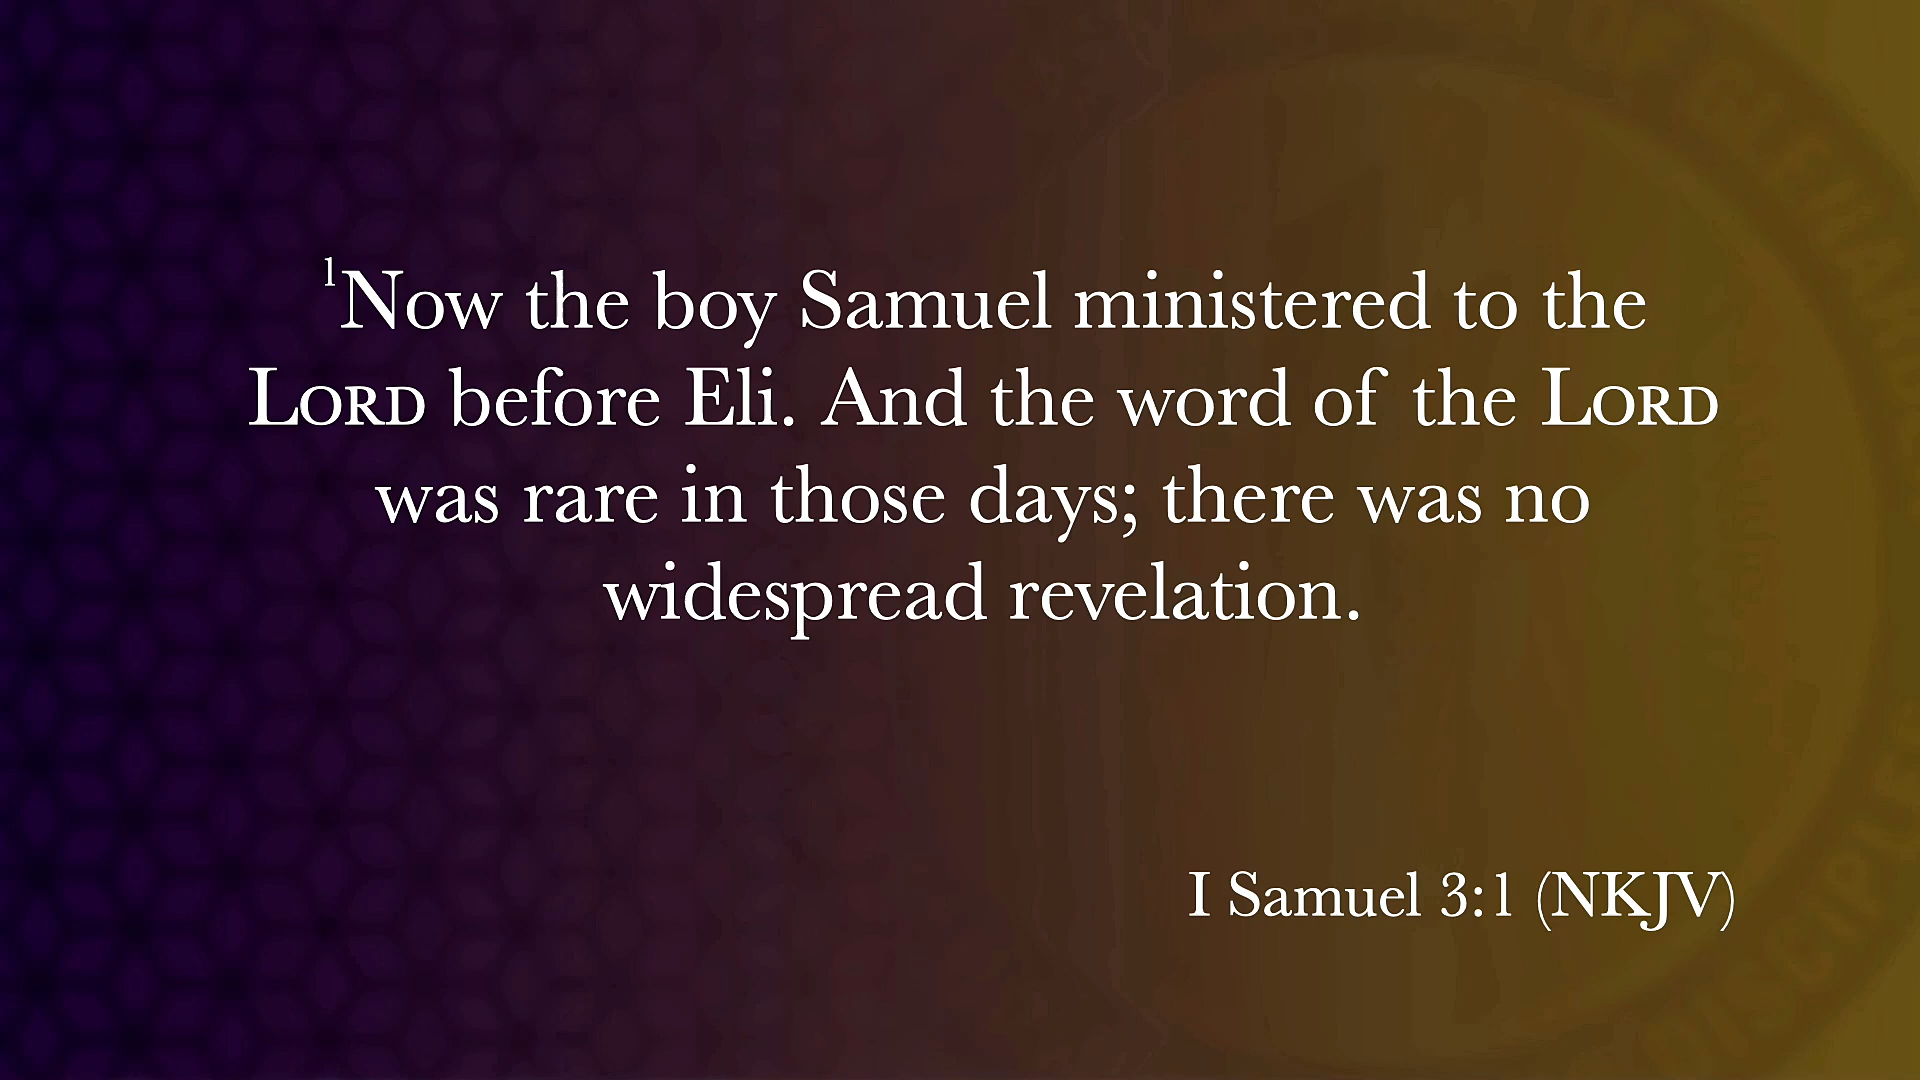 ¹Now the boy Samuel ministered to the
LORD before Eli. And the word of the LORD
was rare in those days; there was no
widespread revelation.
I Samuel 3:1 (NKJV)